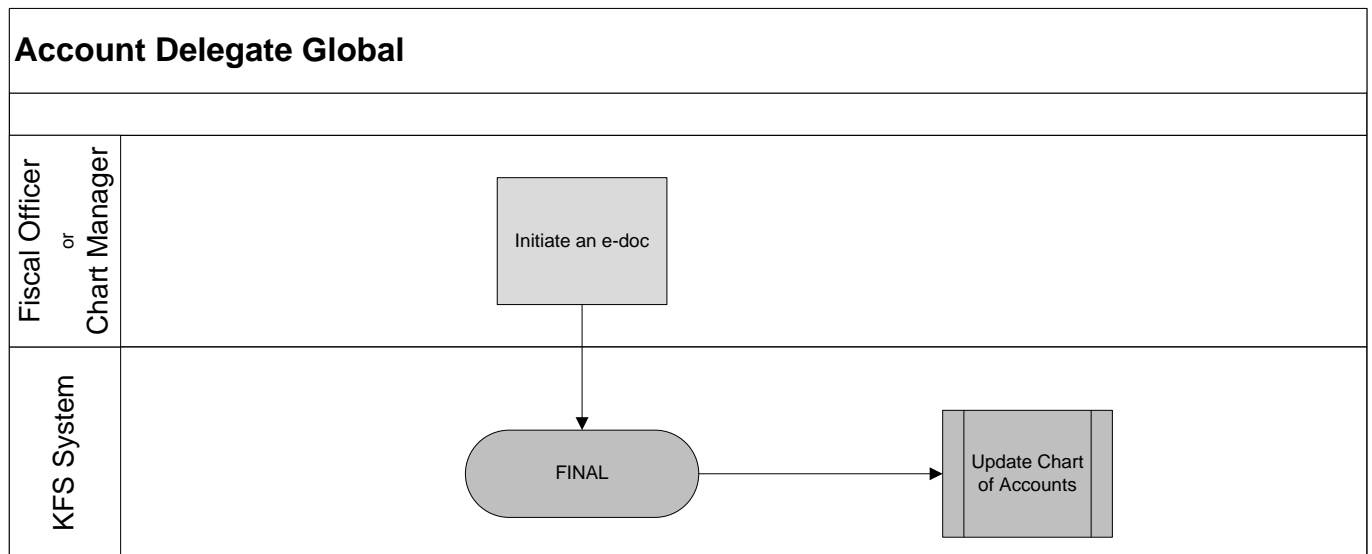 Account Delegate Global
Fiscal Officer
or
Chart Manager
Initiate an e-doc
KFS System
FINAL
Update Chart
of Accounts